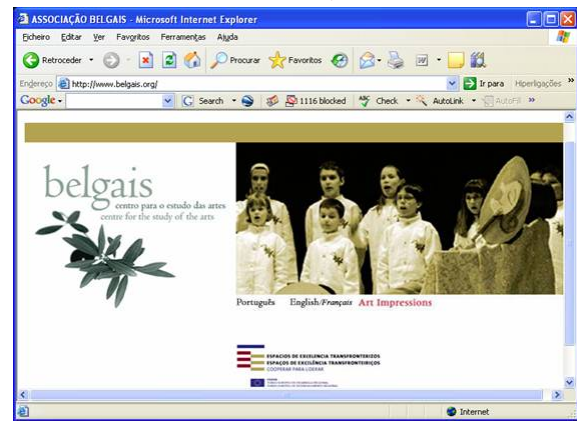 ASSOCIAÇÃO BELGAIS - Microsoft Internet Explorer
Ficheiro Editar Ver Favoritos Ferramentas Ajuda
Retroceder Procurar Favoritos
Endereço http://www.belgais.org/ Ir para Hiperligações »
Google Search 1116 blocked ABC Check AutoLink AutoFill »
belgais
centro para o estudo das artes
centre for the study of the arts
Português English/Français Art Impressions
ESPACIOS DE EXCELENCIA TRANSFRONTERIZOS
ESPAÇOS DE EXCELÊNCIA TRANSFRONTEIRIÇOS
COOPERAR PARA LIDERAR
Internet